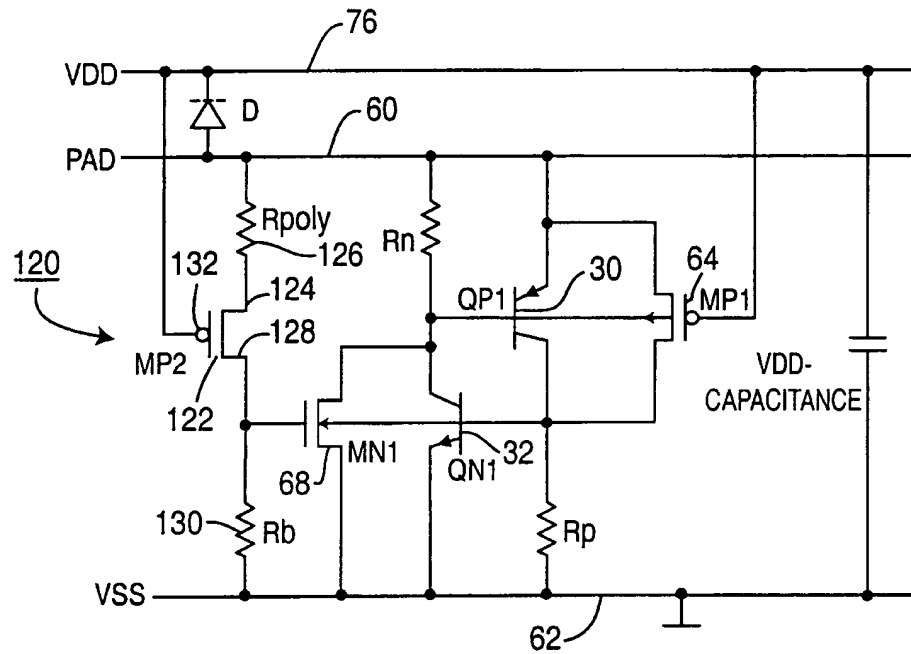 76
VDD
D
60
PAD
Rpoly
126
Rn
120
132
124
QP1
30
64
MP1
128
MP2
122
VDD-
CAPACITANCE
MN1
68
QN1
32
130
Rb
Rp
VSS
62